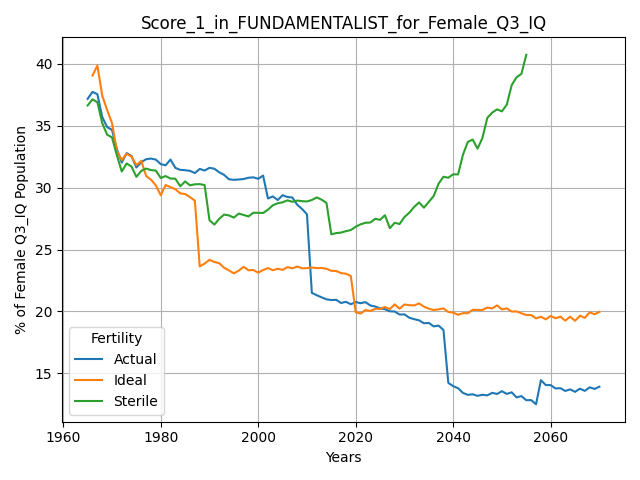 Score_1_in_FUNDAMENTALIST_for_Female_Q3_IQ
% of Female Q3_IQ Population
40
35
30
25
20
15
Fertility
Actual
Ideal
Sterile
1960
1980
2000
2020
2040
2060
Years